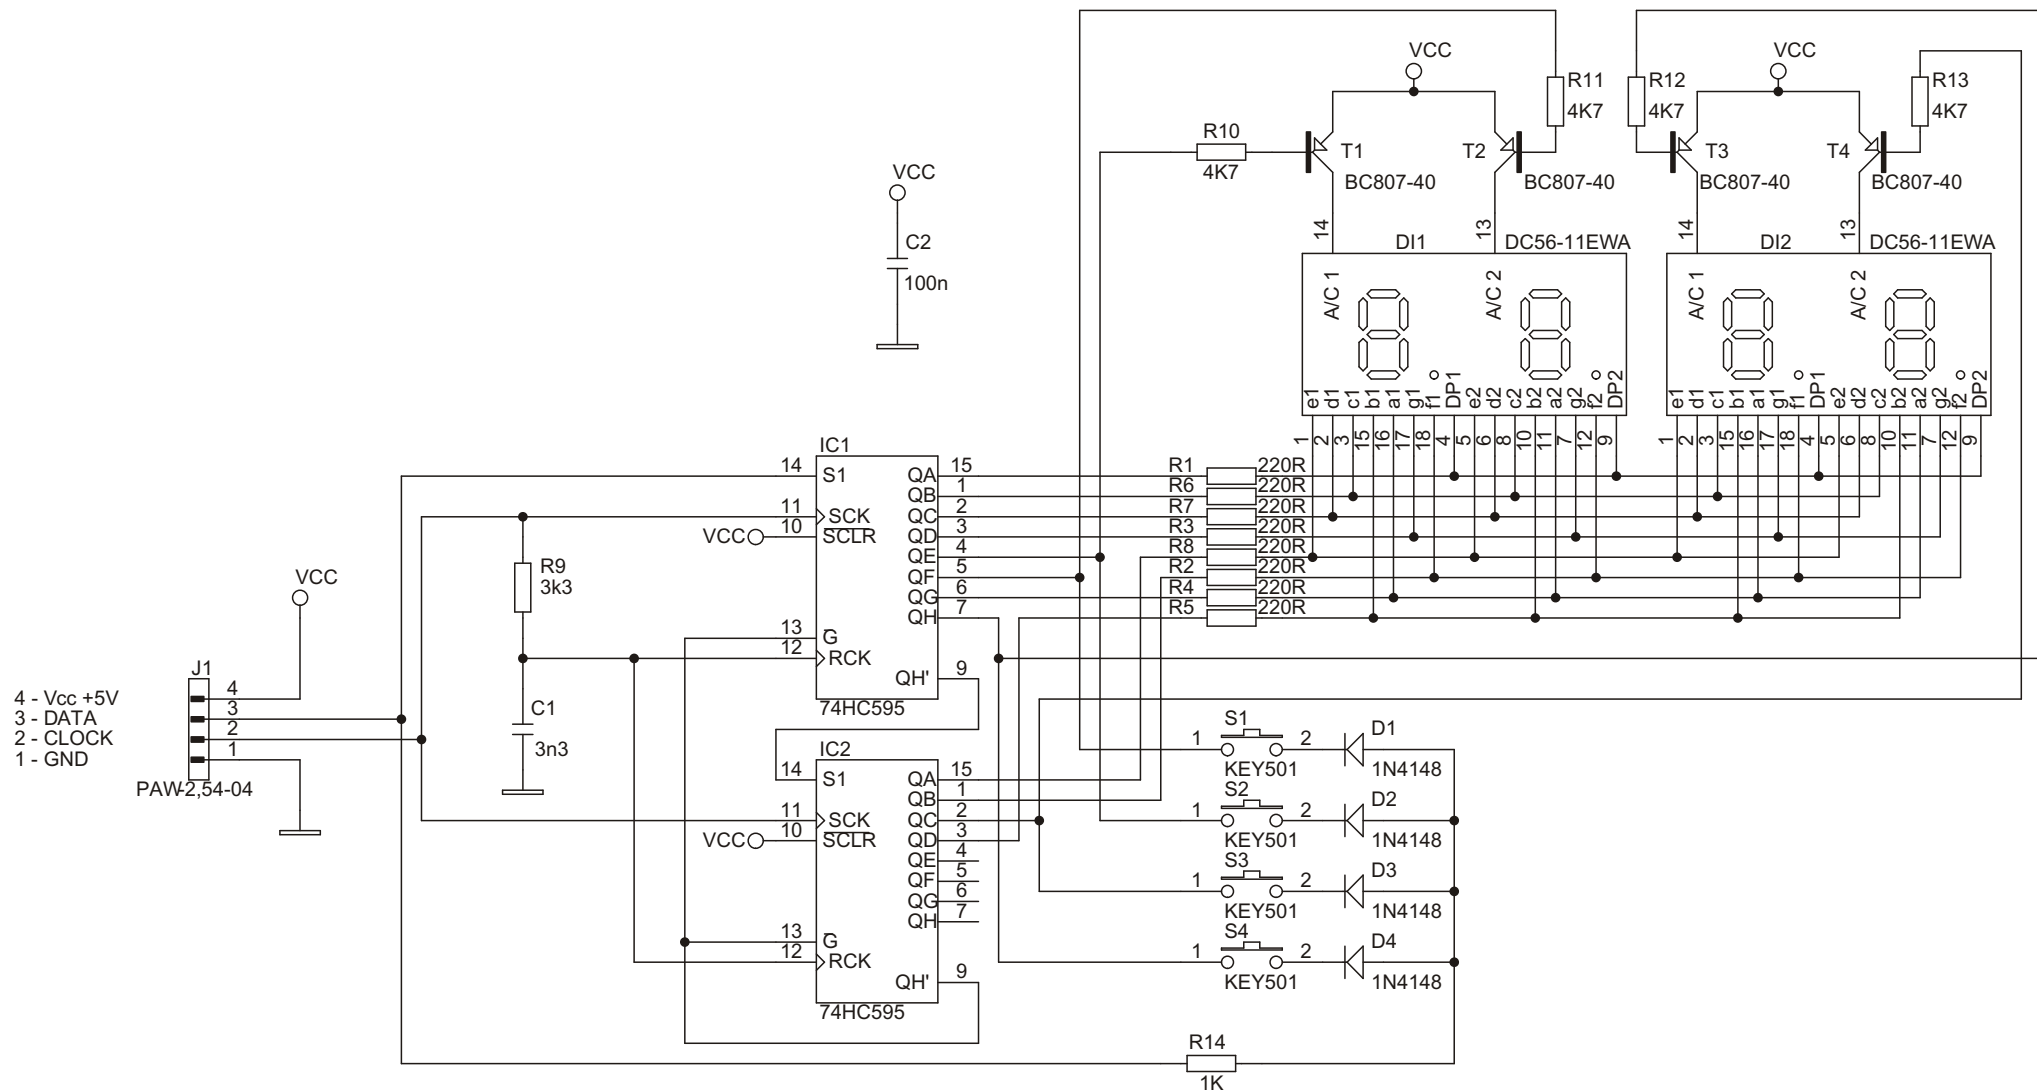 VCC
R11
4K7
R12
4K7
VCC
R13
4K7
R10
4K7
T1
BC807-40
T2
BC807-40
T3
BC807-40
T4
BC807-40
VCC
C2
100n
14
13
DI1
DC56-11EWA
A/C 1
A/C 2
e1 d1 c1 b1 a1 g1 f1 DP1 e2 d2 c2 b2 a2 g2 f2 DP2
1 2 3 15 16 17 18 4 5 6 8 10 11 7 12 9
14
13
DI2
DC56-11EWA
A/C 1
A/C 2
e1 d1 c1 b1 a1 g1 f1 DP1 e2 d2 c2 b2 a2 g2 f2 DP2
1 2 3 15 16 17 18 4 5 6 8 10 11 7 12 9
IC1
14 S1
11 SCK
VCC 10 SCLR
13 G
12 RCK
QA 15
QB 1
QC 2
QD 3
QE 4
QF 5
QG 6
QH 7
QH' 9
74HC595
R1 220R
R6 220R
R7 220R
R3 220R
R8 220R
R2 220R
R4 220R
R5 220R
R9
3k3
C1
3n3
VCC
J1
4
3
2
1
PAW-2,54-04
4 - Vcc +5V
3 - DATA
2 - CLOCK
1 - GND
IC2
14 S1
11 SCK
VCC 10 SCLR
13 G
12 RCK
QA 15
QB 1
QC 2
QD 3
QE 4
QF 5
QG 6
QH 7
QH' 9
74HC595
S1
1 2
KEY501
D1
1N4148
S2
1 2
KEY501
D2
1N4148
S3
1 2
KEY501
D3
1N4148
S4
1 2
KEY501
D4
1N4148
R14
1K